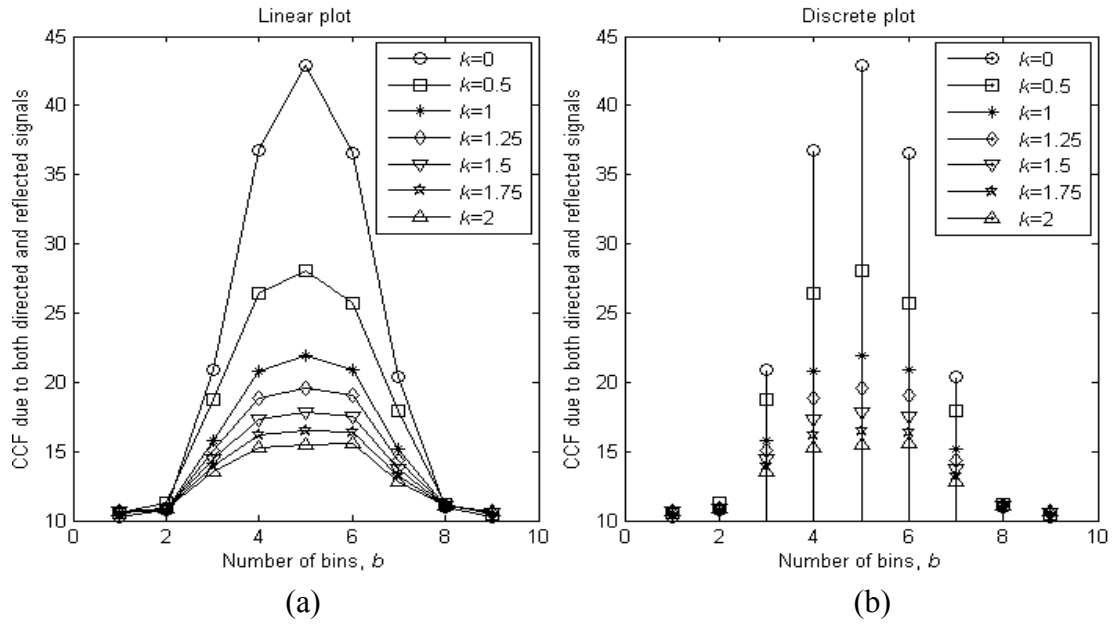 Linear plot
CCF due to both directed and reflected signals
45
40
35
30
25
20
15
10
0 2 4 6 8 10
Number of bins, b
k=0
k=0.5
k=1
k=1.25
k=1.5
k=1.75
k=2
(a)
Discrete plot
CCF due to both directed and reflected signals
45
40
35
30
25
20
15
10
0 2 4 6 8 10
Number of bins, b
k=0
k=0.5
k=1
k=1.25
k=1.5
k=1.75
k=2
(b)